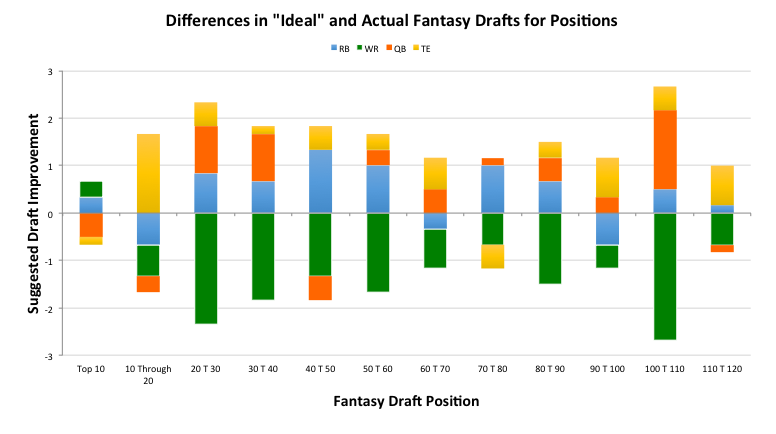 Differences in "Ideal" and Actual Fantasy Drafts for Positions
RB WR QB TE
3
2
1
0
-1
-2
-3
Suggested Draft Improvement
Top 10
10 Through
20
20 T 30
30 T 40
40 T 50
50 T 60
60 T 70
70 T 80
80 T 90
90 T 100
100 T 110
110 T 120
Fantasy Draft Position